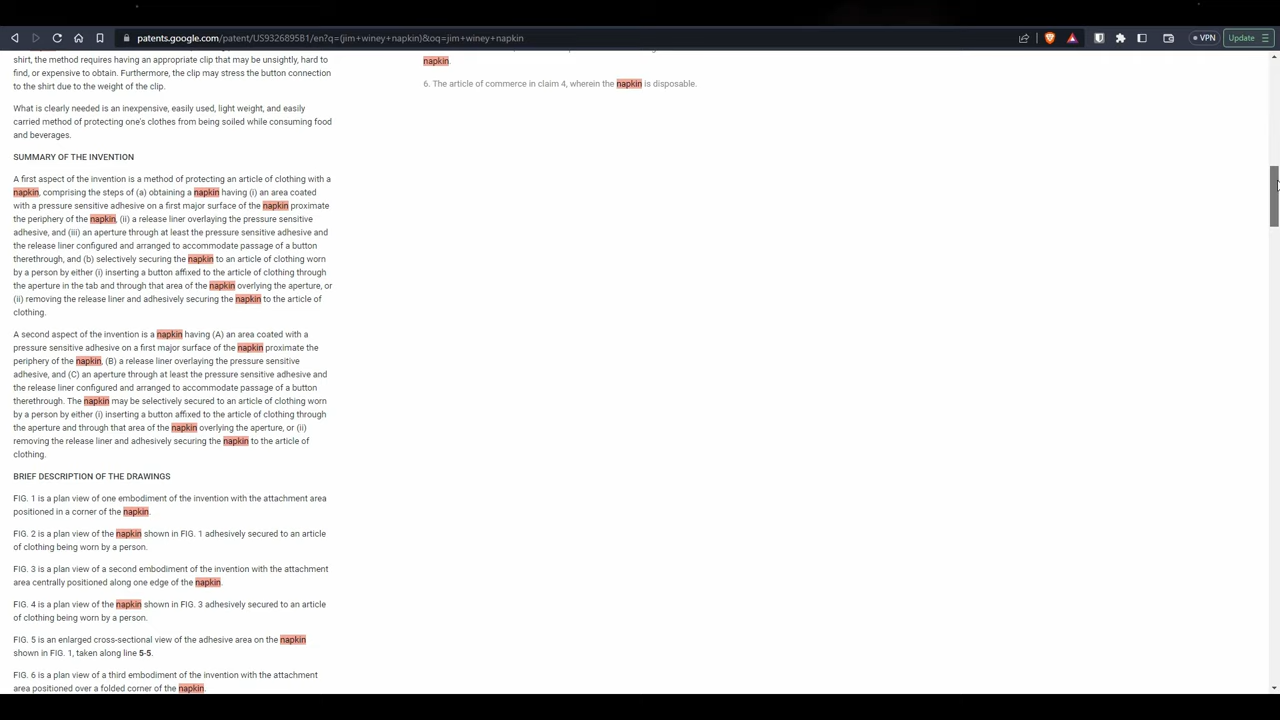 patents.google.com/patent/US9326895B1/en?q=(jim+winey+napkin)&oq=jim+winey+napkin
VPN
Update
shirt, the method requires having an appropriate clip that may be unsightly, hard to
find, or expensive to obtain. Furthermore, the clip may stress the button connection
to the shirt due to the weight of the clip.
What is clearly needed is an inexpensive, easily used, light weight, and easily
carried method of protecting one's clothes from being soiled while consuming food
and beverages.
SUMMARY OF THE INVENTION
A first aspect of the invention is a method of protecting an article of clothing with a
napkin, comprising the steps of (a) obtaining a napkin having (i) an area coated
with a pressure sensitive adhesive on a first major surface of the napkin proximate
the periphery of the napkin, (ii) a release liner overlaying the pressure sensitive
adhesive, and (iii) an aperture through at least the pressure sensitive adhesive and
the release liner configured and arranged to accommodate passage of a button
therethrough, and (b) selectively securing the napkin to an article of clothing worn
by a person by either (i) inserting a button affixed to the article of clothing through
the aperture in the tab and through that area of the napkin overlying the aperture, or
(ii) removing the release liner and adhesively securing the napkin to the article of
clothing.
A second aspect of the invention is a napkin having (A) an area coated with a
pressure sensitive adhesive on a first major surface of the napkin proximate the
periphery of the napkin, (B) a release liner overlaying the pressure sensitive
adhesive, and (C) an aperture through at least the pressure sensitive adhesive and
the release liner configured and arranged to accommodate passage of a button
therethrough. The napkin may be selectively secured to an article of clothing worn
by a person by either (i) inserting a button affixed to the article of clothing through
the aperture and through that area of the napkin overlying the aperture, or (ii)
removing the release liner and adhesively securing the napkin to the article of
clothing.
BRIEF DESCRIPTION OF THE DRAWINGS
FIG. 1 is a plan view of one embodiment of the invention with the attachment area
positioned in a corner of the napkin.
FIG. 2 is a plan view of the napkin shown in FIG. 1 adhesively secured to an article
of clothing being worn by a person.
FIG. 3 is a plan view of a second embodiment of the invention with the attachment
area centrally positioned along one edge of the napkin.
FIG. 4 is a plan view of the napkin shown in FIG. 3 adhesively secured to an article
of clothing being worn by a person.
FIG. 5 is an enlarged cross-sectional view of the adhesive area on the napkin
shown in FIG. 1, taken along line 5-5.
FIG. 6 is a plan view of a third embodiment of the invention with the attachment
area positioned over a folded corner of the napkin.
napkin.
6. The article of commerce in claim 4, wherein the napkin is disposable.